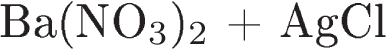 Ba(NO₃)₂ + AgCl